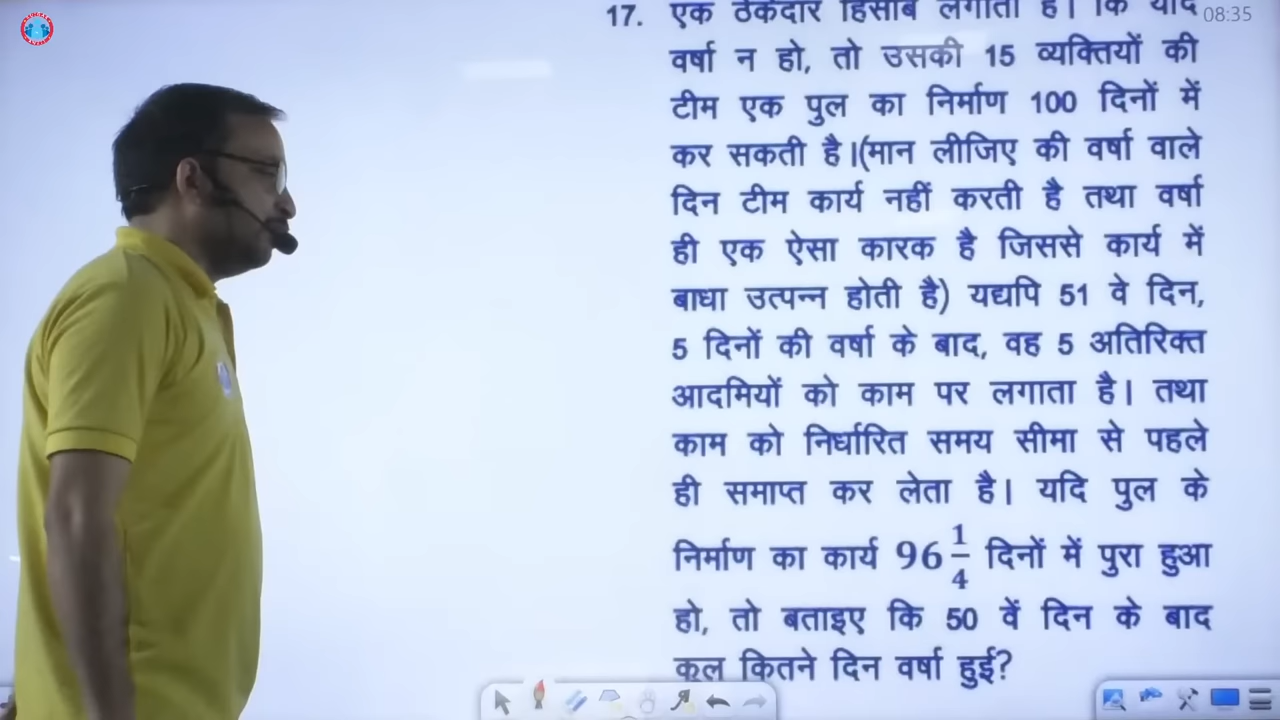 08:35
17. एक ठेकेदार हिसाब लगाता है। कि यदि
वर्षा न हो, तो उसकी 15 व्यक्तियों की
टीम एक पुल का निर्माण 100 दिनों में
कर सकती है।(मान लीजिए की वर्षा वाले
दिन टीम कार्य नहीं करती है तथा वर्षा
ही एक ऐसा कारक है जिससे कार्य में
बाधा उत्पन्न होती है) यद्यपि 51 वे दिन,
5 दिनों की वर्षा के बाद, वह 5 अतिरिक्त
आदमियों को काम पर लगाता है। तथा
काम को निर्धारित समय सीमा से पहले
ही समाप्त कर लेता है। यदि पुल के
निर्माण का कार्य 96 1/4 दिनों में पुरा हुआ
हो, तो बताइए कि 50 वें दिन के बाद
कुल कितने दिन वर्षा हुई?